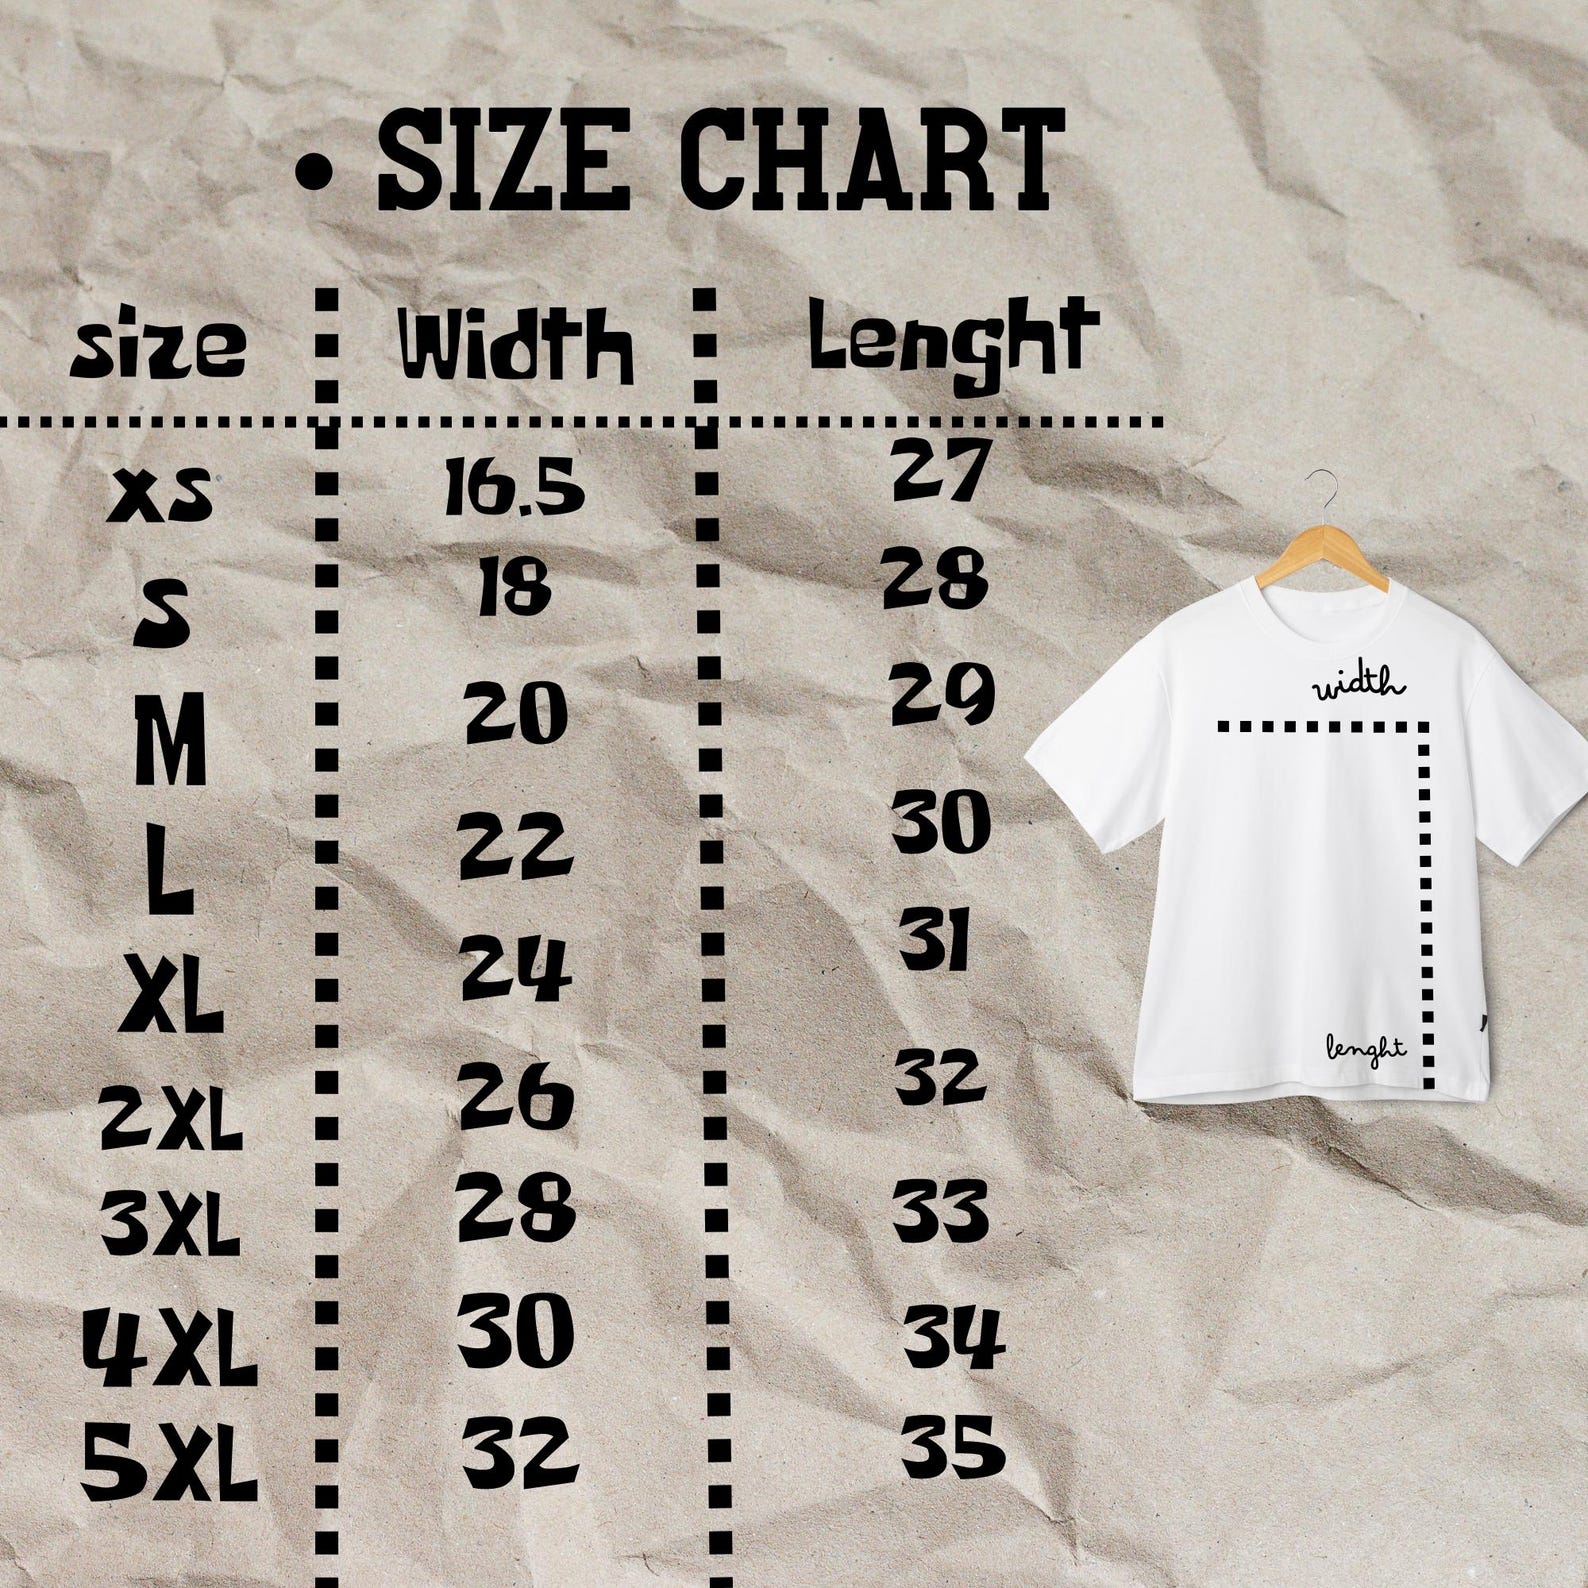 • SIZE CHART
size Width Lenght
xs 16.5 27
S 18 28
M 20 29
L 22 30
XL 24 31
2XL 26 32
3XL 28 33
4XL 30 34
5XL 32 35
width
lenght